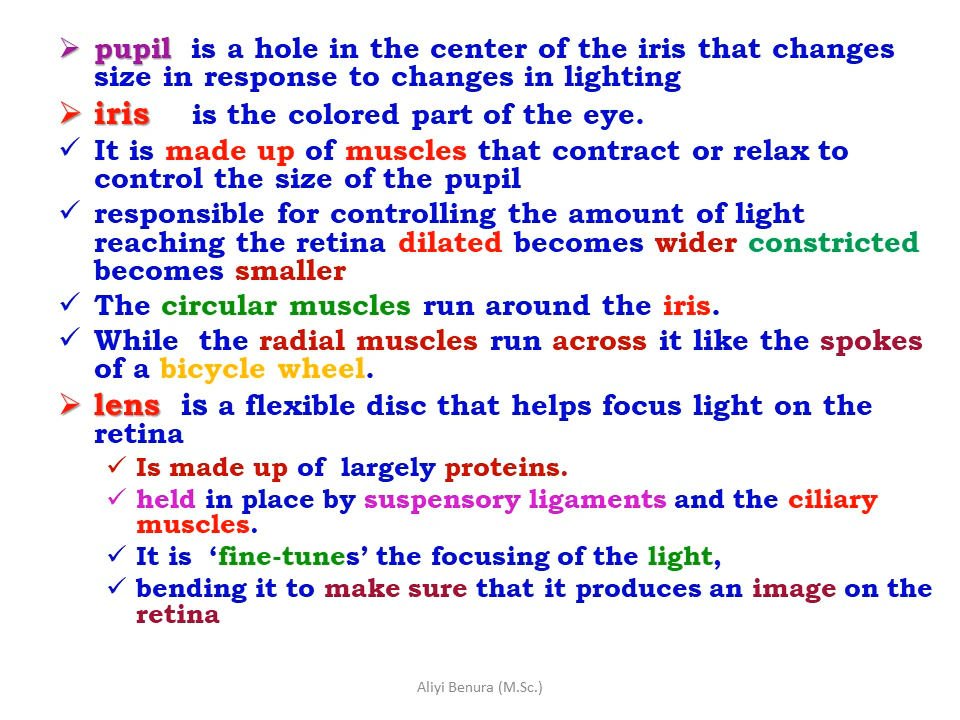 ➢ pupil is a hole in the center of the iris that changes
size in response to changes in lighting
➢ iris is the colored part of the eye.
✓ It is made up of muscles that contract or relax to
control the size of the pupil
✓ responsible for controlling the amount of light
reaching the retina dilated becomes wider constricted
becomes smaller
✓ The circular muscles run around the iris.
✓ While the radial muscles run across it like the spokes
of a bicycle wheel.
➢ lens is a flexible disc that helps focus light on the
retina
✓ Is made up of largely proteins.
✓ held in place by suspensory ligaments and the ciliary
muscles.
✓ It is ‘fine-tunes’ the focusing of the light,
✓ bending it to make sure that it produces an image on the
retina
Aliyi Benura (M.Sc.)